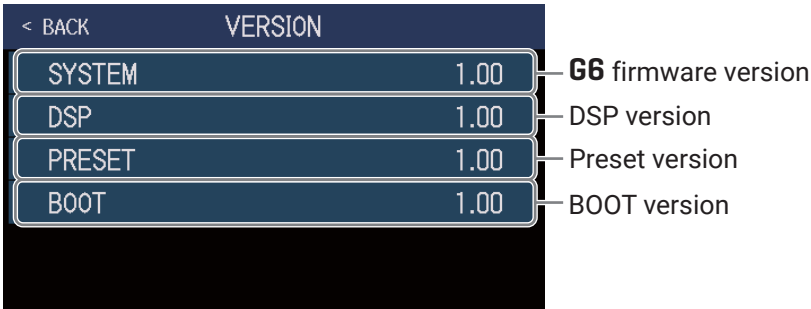 < BACK VERSION
SYSTEM 1.00 G6 firmware version
DSP 1.00 DSP version
PRESET 1.00 Preset version
BOOT 1.00 BOOT version